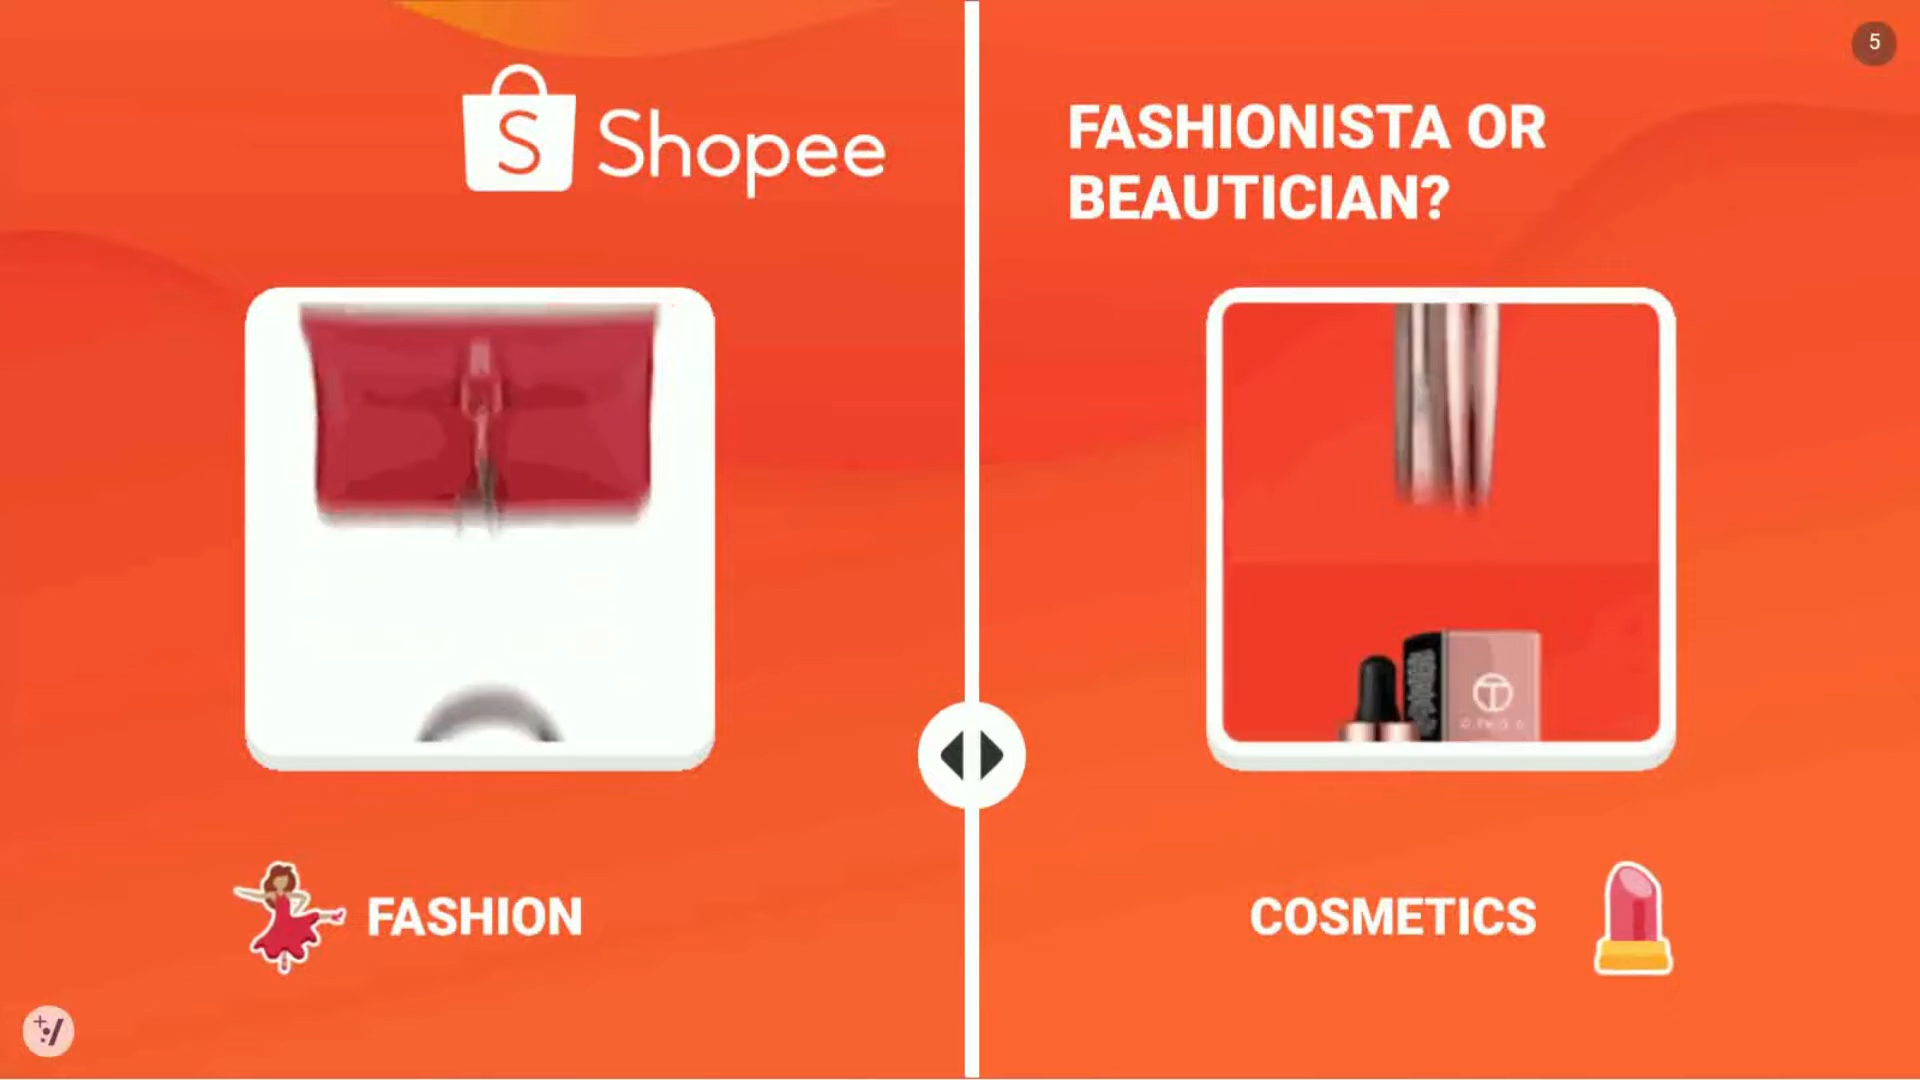 5
S Shopee
FASHIONISTA OR
BEAUTICIAN?
FASHION
COSMETICS